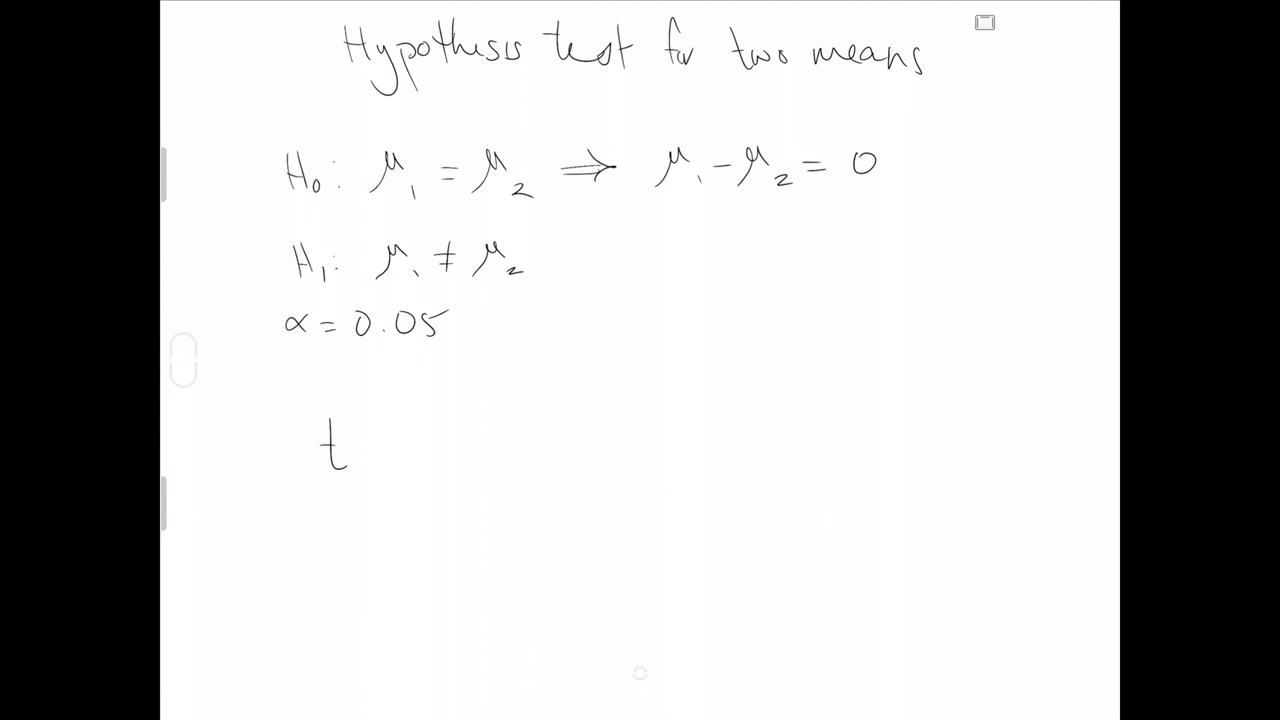 Hypothesis test for two means
H₀: μ₁ = μ₂ ⇒ μ₁ - μ₂ = 0
H₁: μ₁ ≠ μ₂
α = 0.05
t